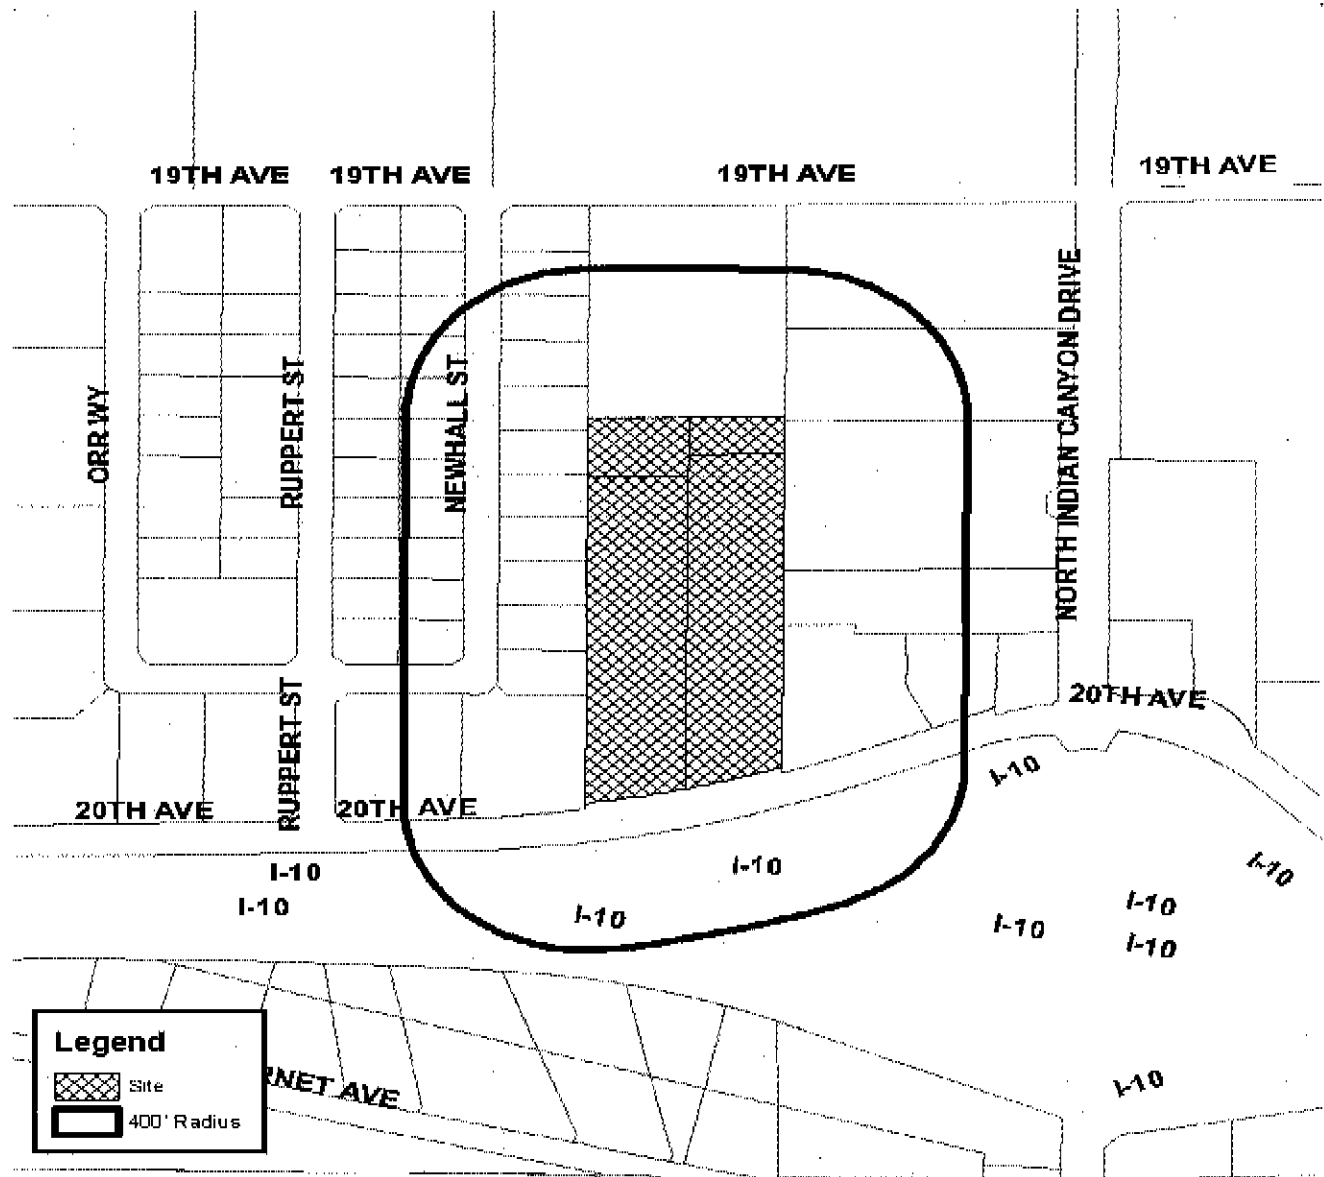 19TH AVE
19TH AVE
19TH AVE
19TH AVE
ORR WY
RUPPERT ST
NEWHALL ST
NORTH INDIAN CANYON DRIVE
RUPPERT ST
20TH AVE
20TH AVE
20TH AVE
I-10
I-10
I-10
I-10
I-10
I-10
I-10
I-10
I-10
I-10
RNET AVE
Legend
Site
400' Radius